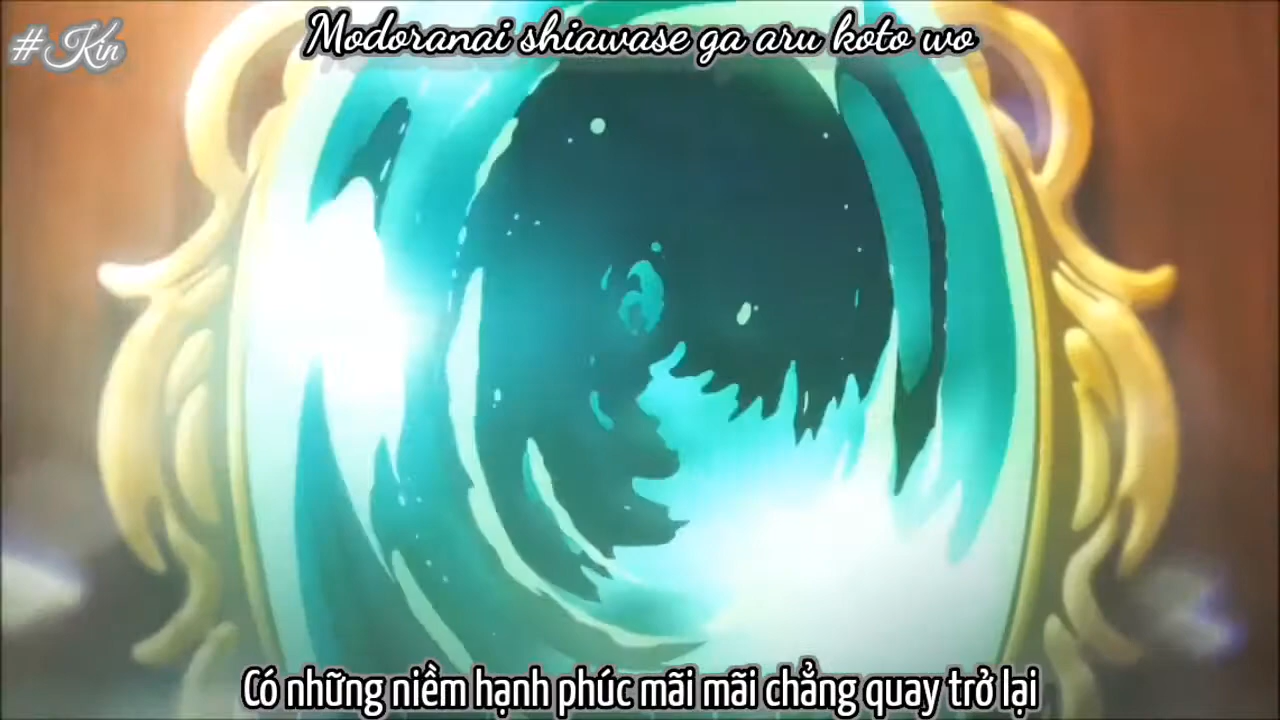 Modoranai shiawase ga aru koto wo
# Kin
Có những niềm hạnh phúc mãi mãi chẳng quay trở lại